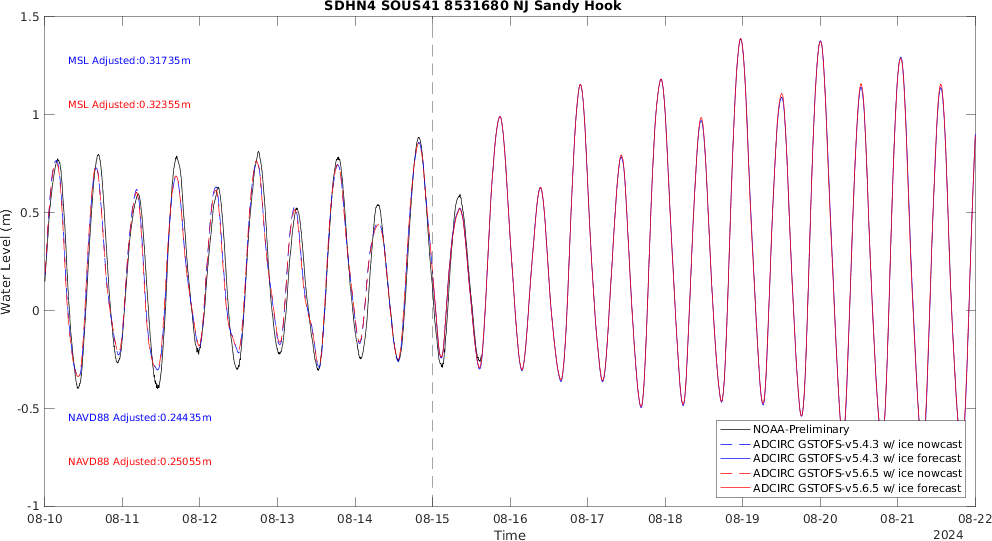 SDHN4 SOUS41 8531680 NJ Sandy Hook
1.5
1
0.5
0
-0.5
-1
Water Level (m)
MSL Adjusted:0.31735m
MSL Adjusted:0.32355m
NAVD88 Adjusted:0.24435m
NAVD88 Adjusted:0.25055m
NOAA-Preliminary
ADCIRC GSTOFS-v5.4.3 w/ ice nowcast
ADCIRC GSTOFS-v5.4.3 w/ ice forecast
ADCIRC GSTOFS-v5.6.5 w/ ice nowcast
ADCIRC GSTOFS-v5.6.5 w/ ice forecast
08-10 08-11 08-12 08-13 08-14 08-15 08-16 08-17 08-18 08-19 08-20 08-21 08-22
Time
2024